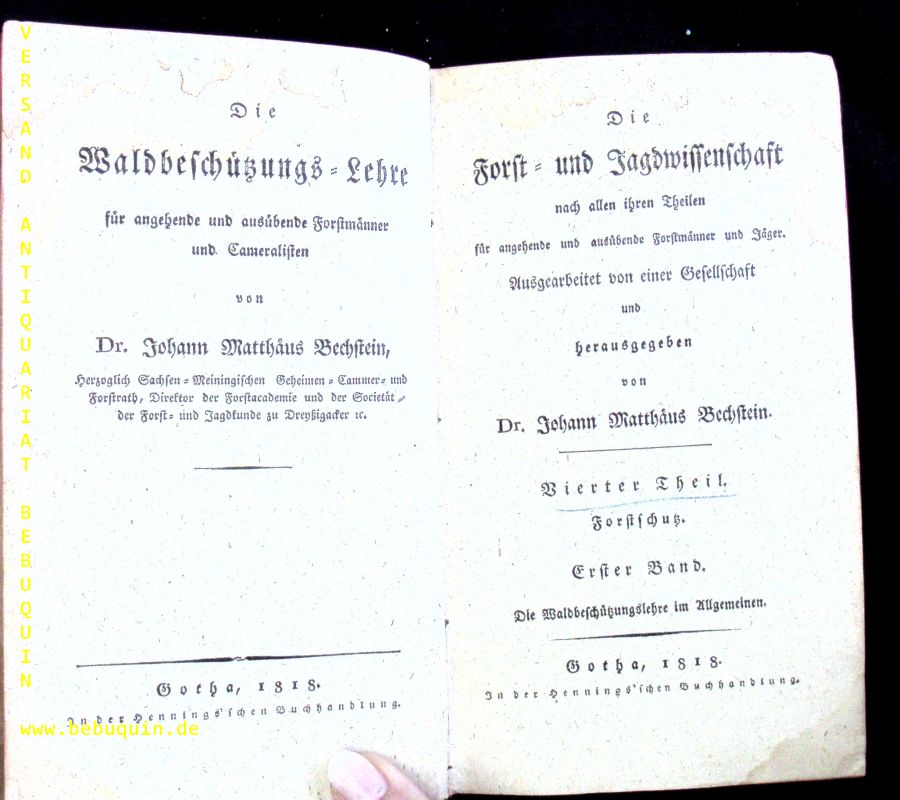 Die
Waldbeschützungs-Lehre
für angehende und ausübende Forstmänner
und Cameralisten
von
Dr. Johann Matthäus Bechstein,
Herzoglich Sachsen-Meiningischen Geheimen-Cammer- und
Forstrath, Direktor der Forstacademie und der Societät
der Forst- und Jagdkunde zu Dreyßigacker ꝛc.
Gotha, 1818.
In der Hennings'schen Buchhandlung.
Die
Forst- und Jagdwissenschaft
nach allen ihren Theilen
für angehende und ausübende Forstmänner und Jäger.
Ausgearbeitet von einer Gesellschaft
und
herausgegeben
von
Dr. Johann Matthäus Bechstein.
Vierter Theil.
Forstschutz.
Erster Band.
Die Waldbeschützungslehre im Allgemeinen.
Gotha, 1818.
In der Hennings'schen Buchhandlung.
VERSAND ANTIQUARIAT BEBUQUIN
www.bebuquin.de